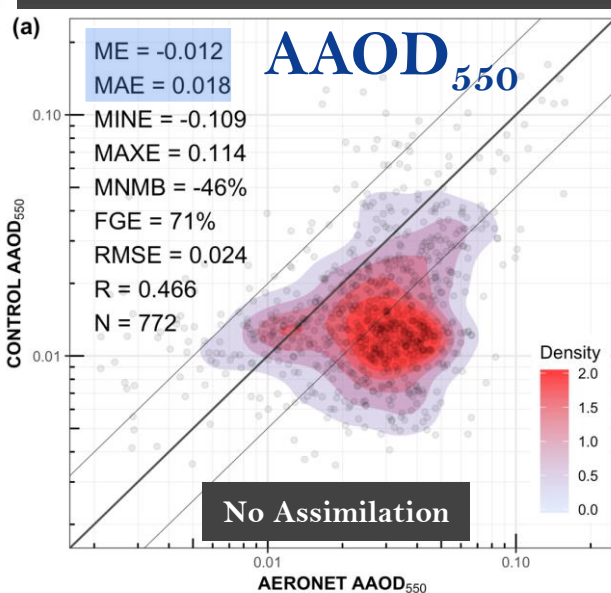 (a)
AAOD550
ME = -0.012
MAE = 0.018
MINE = -0.109
MAXE = 0.114
MNMB = -46%
FGE = 71%
RMSE = 0.024
R = 0.466
N = 772
CONTROL AAOD550
0.10
0.01
Density
2.0
1.5
1.0
0.5
0.0
No Assimilation
0.01
0.10
AERONET AAOD550